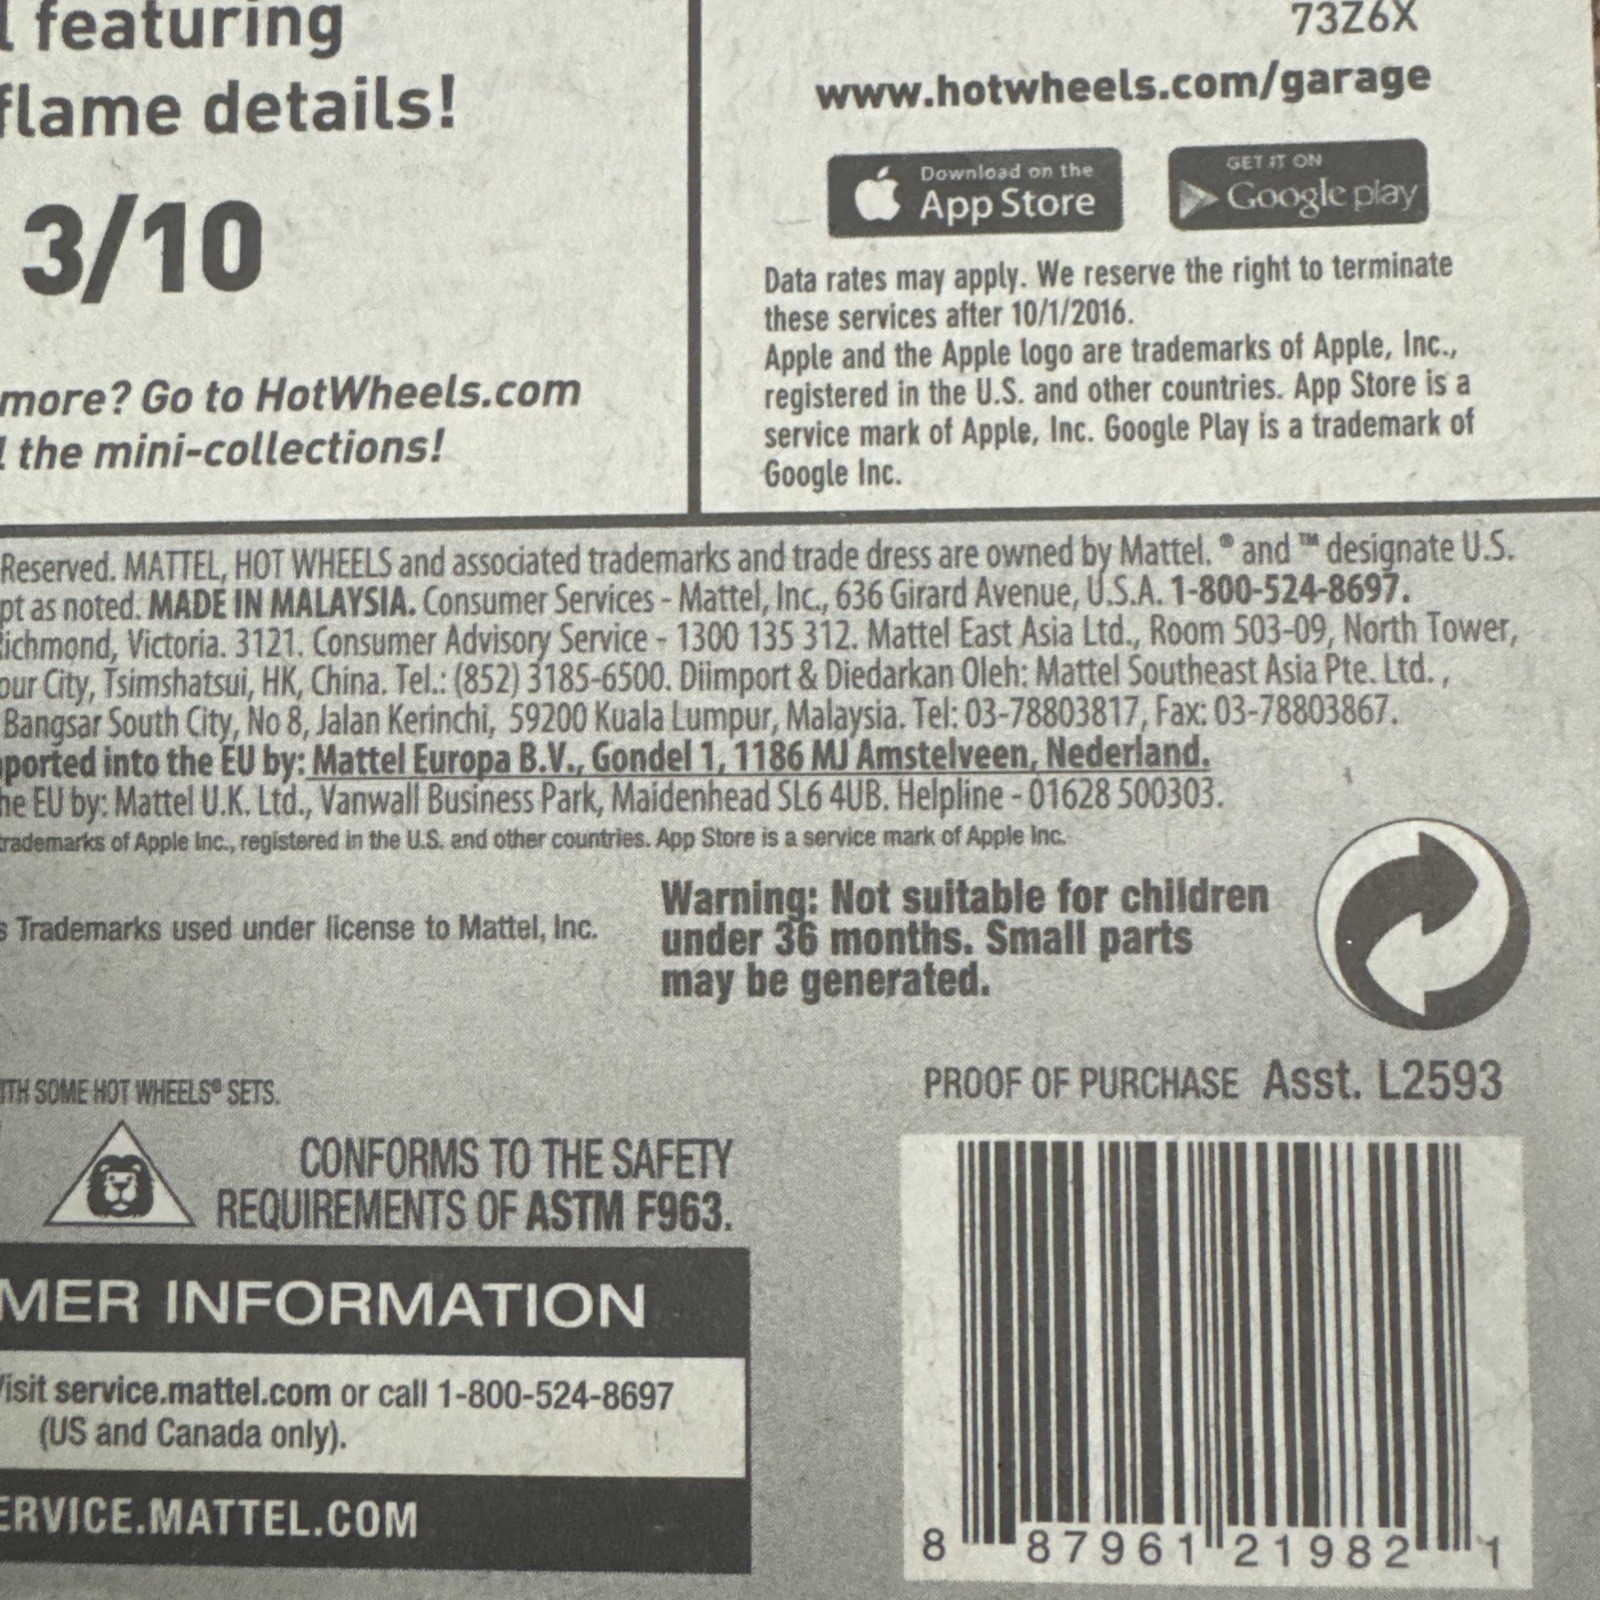 featuring
flame details!
3/10
more? Go to HotWheels.com
the mini-collections!
73Z6X
www.hotwheels.com/garage
Download on the
App Store
GET IT ON
Google play
Data rates may apply. We reserve the right to terminate
these services after 10/1/2016.
Apple and the Apple logo are trademarks of Apple, Inc.,
registered in the U.S. and other countries. App Store is a
service mark of Apple, Inc. Google Play is a trademark of
Google Inc.
Reserved. MATTEL, HOT WHEELS and associated trademarks and trade dress are owned by Mattel. ® and ™ designate U.S.
pt as noted. MADE IN MALAYSIA. Consumer Services - Mattel, Inc., 636 Girard Avenue, U.S.A. 1-800-524-8697.
Richmond, Victoria. 3121. Consumer Advisory Service - 1300 135 312. Mattel East Asia Ltd., Room 503-09, North Tower,
our City, Tsimshatsui, HK, China. Tel.: (852) 3185-6500. Diimport & Diedarkan Oleh: Mattel Southeast Asia Pte. Ltd. ,
Bangsar South City, No 8, Jalan Kerinchi, 59200 Kuala Lumpur, Malaysia. Tel: 03-78803817, Fax: 03-78803867.
ported into the EU by: Mattel Europa B.V., Gondel 1, 1186 MJ Amstelveen, Nederland.
he EU by: Mattel U.K. Ltd., Vanwall Business Park, Maidenhead SL6 4UB. Helpline - 01628 500303.
trademarks of Apple Inc., registered in the U.S. and other countries. App Store is a service mark of Apple Inc.
s Trademarks used under license to Mattel, Inc.
Warning: Not suitable for children
under 36 months. Small parts
may be generated.
ITH SOME HOT WHEELS® SETS.
CONFORMS TO THE SAFETY
REQUIREMENTS OF ASTM F963.
MER INFORMATION
Visit service.mattel.com or call 1-800-524-8697
(US and Canada only).
ERVICE.MATTEL.COM
PROOF OF PURCHASE Asst. L2593
8 87961 21982 1